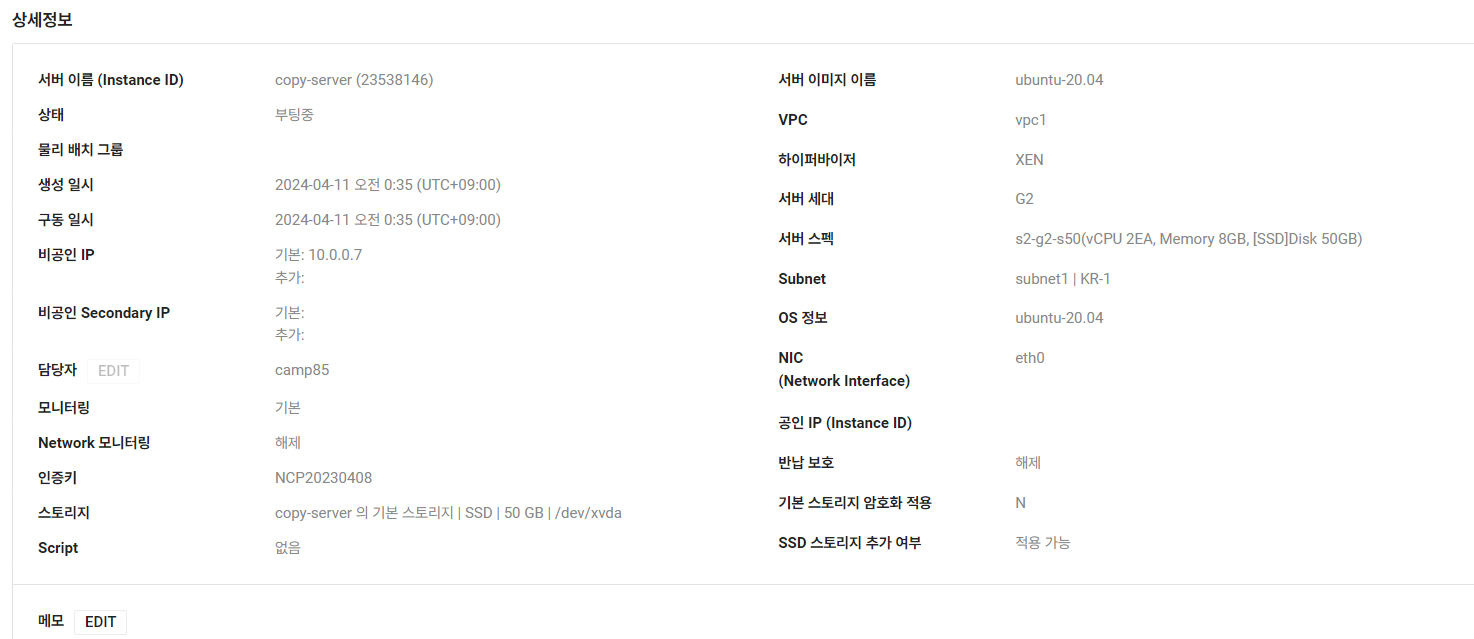 상세정보
서버 이름 (Instance ID) copy-server (23538146)
상태 부팅중
물리 배치 그룹
생성 일시 2024-04-11 오전 0:35 (UTC+09:00)
구동 일시 2024-04-11 오전 0:35 (UTC+09:00)
비공인 IP 기본: 10.0.0.7
추가:
비공인 Secondary IP 기본:
추가:
담당자 EDIT camp85
모니터링 기본
Network 모니터링 해제
인증키 NCP20230408
스토리지 copy-server 의 기본 스토리지 | SSD | 50 GB | /dev/xvda
Script 없음
서버 이미지 이름 ubuntu-20.04
VPC vpc1
하이퍼바이저 XEN
서버 세대 G2
서버 스펙 s2-g2-s50(vCPU 2EA, Memory 8GB, [SSD]Disk 50GB)
Subnet subnet1 | KR-1
OS 정보 ubuntu-20.04
NIC eth0
(Network Interface)
공인 IP (Instance ID)
반납 보호 해제
기본 스토리지 암호화 적용 N
SSD 스토리지 추가 여부 적용 가능
메모 EDIT